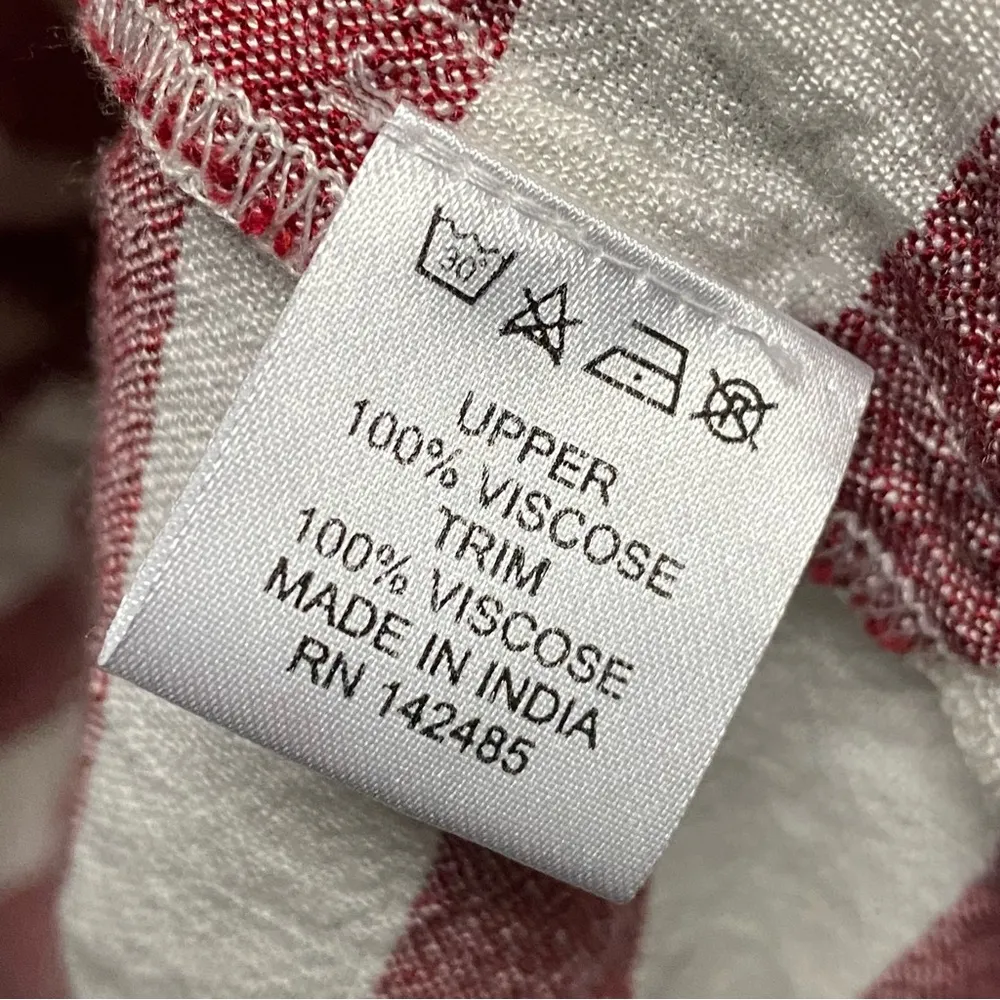 30°
UPPER
100% VISCOSE
TRIM
100% VISCOSE
MADE IN INDIA
RN 142485